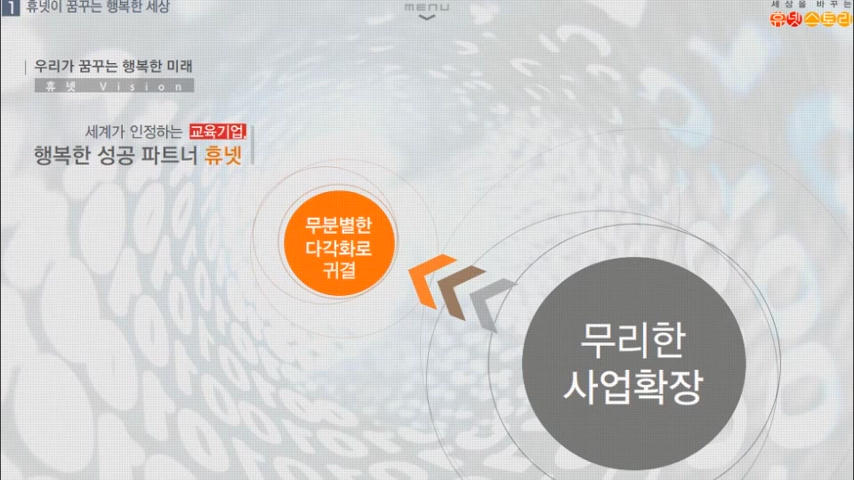 1 휴넷이 꿈꾸는 행복한 세상
MENU
세상을 바꾸는
휴넷스토리
우리가 꿈꾸는 행복한 미래
휴넷 Vision
세계가 인정하는 교육기업,
행복한 성공 파트너 휴넷
무분별한
다각화로
귀결
무리한
사업확장